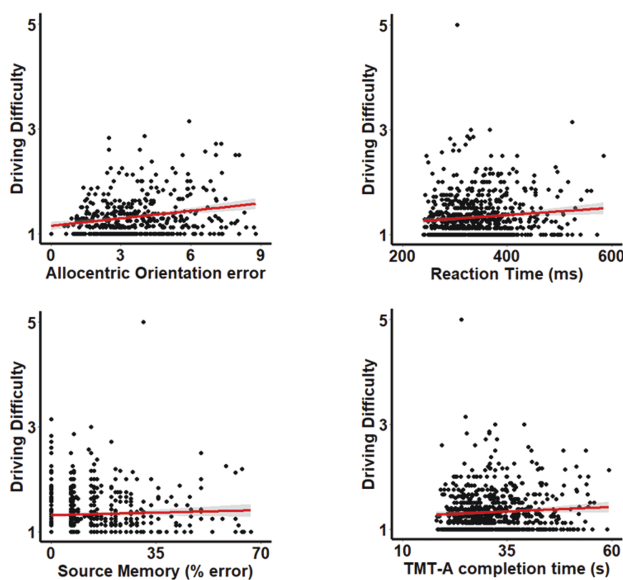 5
3
1
Driving Difficulty
0 3 6 9
Allocentric Orientation error
5
3
1
Driving Difficulty
200 400 600
Reaction Time (ms)
5
3
1
Driving Difficulty
0 35 70
Source Memory (% error)
5
3
1
Driving Difficulty
10 35 60
TMT-A completion time (s)